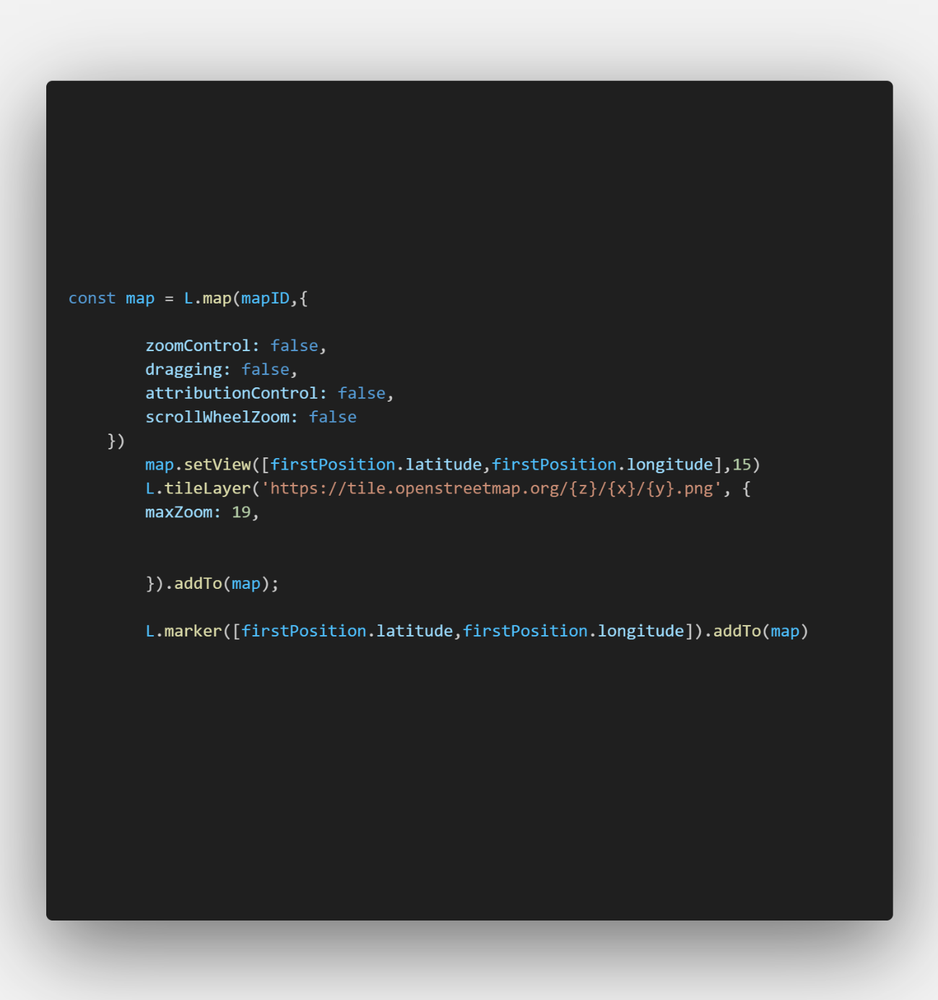 const map = L.map(mapID,{
zoomControl: false,
dragging: false,
attributionControl: false,
scrollWheelZoom: false
})
map.setView([firstPosition.latitude,firstPosition.longitude],15)
L.tileLayer('https://tile.openstreetmap.org/{z}/{x}/{y}.png', {
maxZoom: 19,
}).addTo(map);
L.marker([firstPosition.latitude,firstPosition.longitude]).addTo(map)